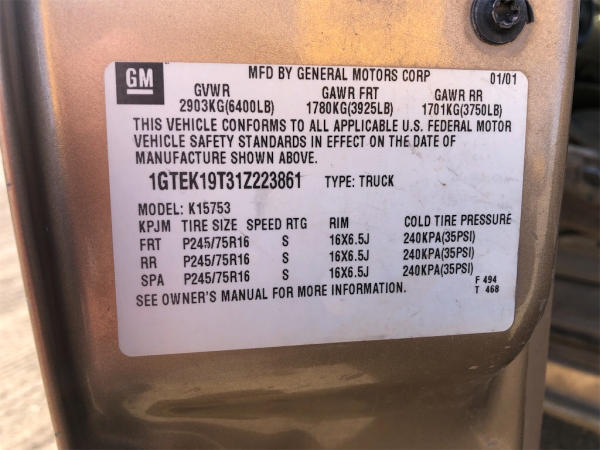 GM
MFD BY GENERAL MOTORS CORP 01/01
GVWR GAWR FRT GAWR RR
2903KG(6400LB) 1780KG(3925LB) 1701KG(3750LB)
THIS VEHICLE CONFORMS TO ALL APPLICABLE U.S. FEDERAL MOTOR
VEHICLE SAFETY STANDARDS IN EFFECT ON THE DATE OF
MANUFACTURE SHOWN ABOVE.
1GTEK19T31Z223861 TYPE: TRUCK
MODEL: K15753
KPJM TIRE SIZE SPEED RTG RIM COLD TIRE PRESSURE
FRT P245/75R16 S 16X6.5J 240KPA(35PSI)
RR P245/75R16 S 16X6.5J 240KPA(35PSI)
SPA P245/75R16 S 16X6.5J 240KPA(35PSI)
SEE OWNER'S MANUAL FOR MORE INFORMATION.
F 494
T 468